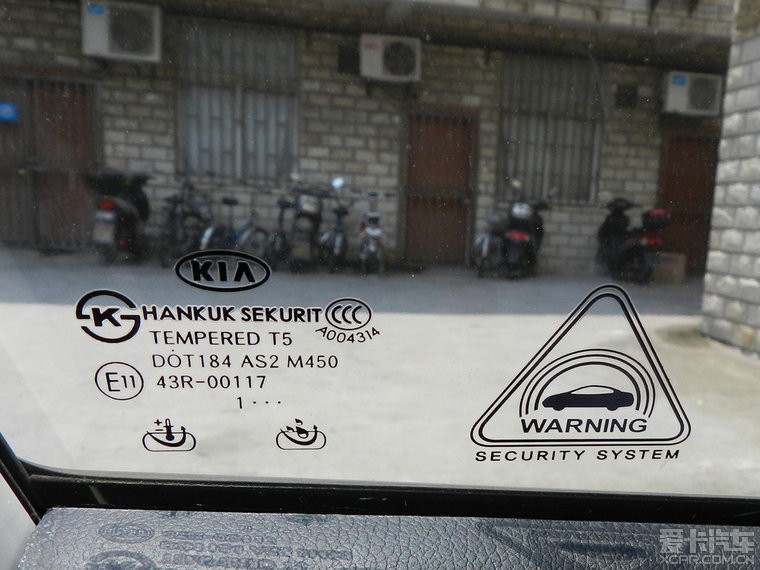 KIA
HANKUK SEKURIT
CCC
A004314
TEMPERED T5
DOT184 AS2 M450
E11
43R-00117
1 ···
K
WARNING
SECURITY SYSTEM
爱卡汽车
XCAR.COM.CN